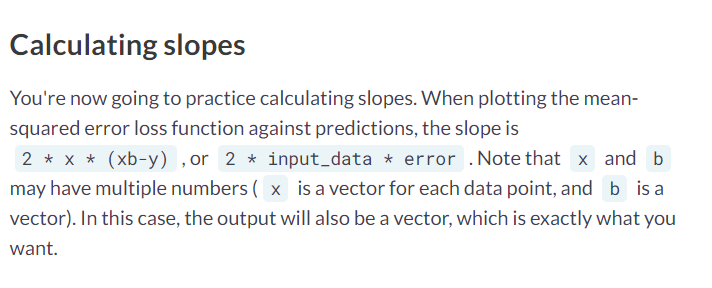 Calculating slopes
You're now going to practice calculating slopes. When plotting the mean-
squared error loss function against predictions, the slope is
2 * x * (xb-y) , or 2 * input_data * error . Note that x and b
may have multiple numbers ( x is a vector for each data point, and b is a
vector). In this case, the output will also be a vector, which is exactly what you
want.